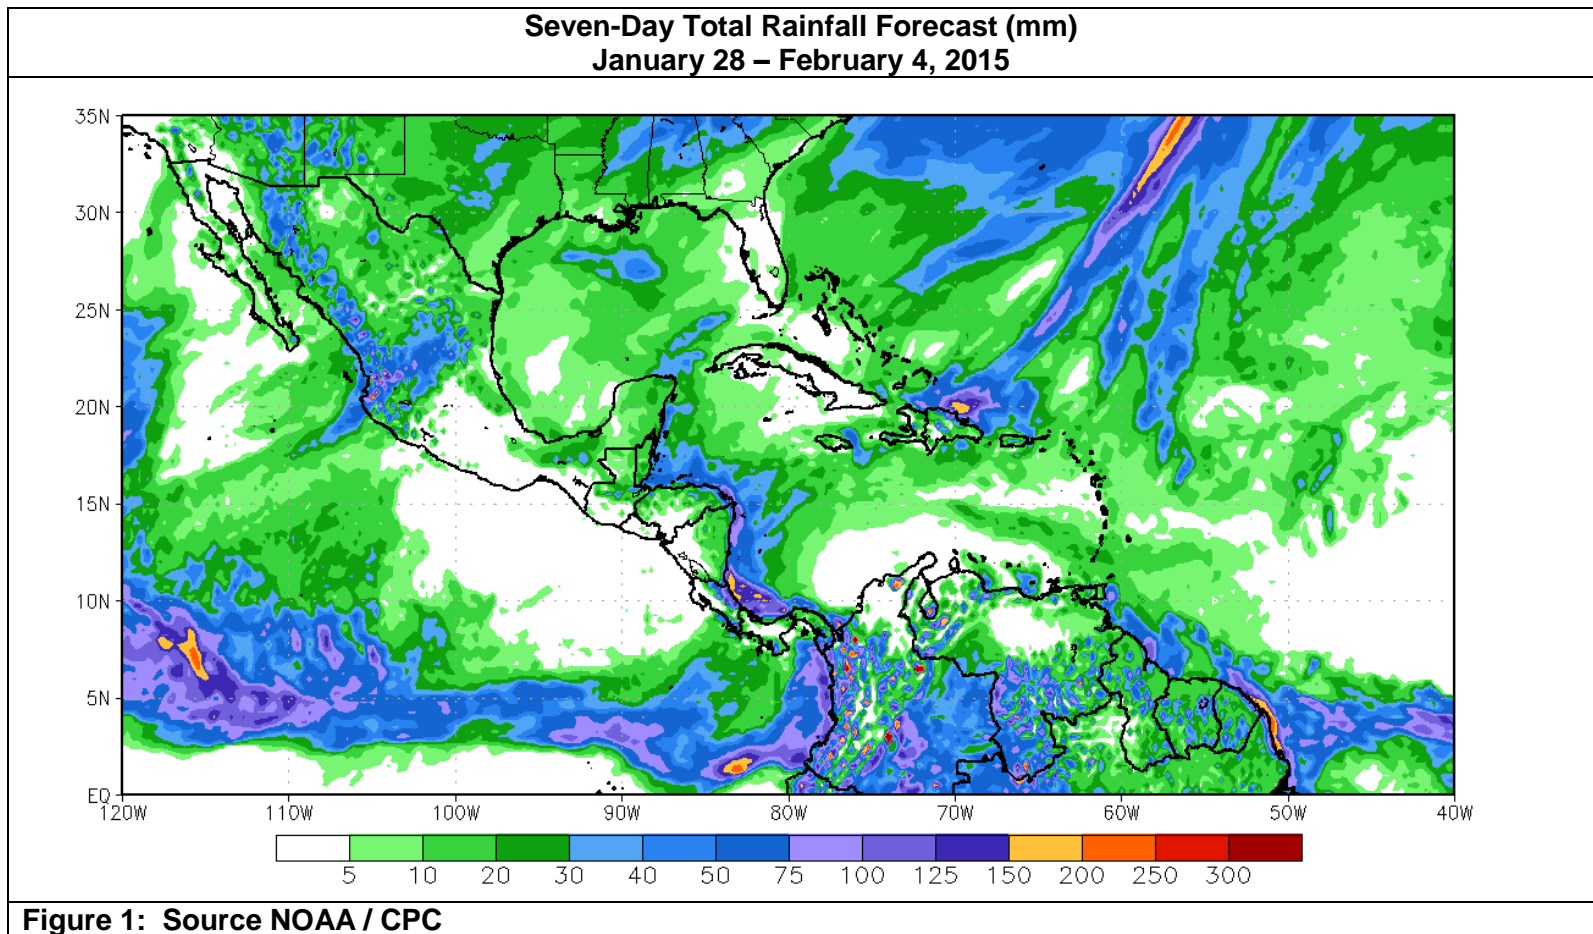 Seven-Day Total Rainfall Forecast (mm)
January 28 – February 4, 2015
35N
30N
25N
20N
15N
10N
5N
EQ
120W 110W 100W 90W 80W 70W 60W 50W 40W
5 10 20 30 40 50 75 100 125 150 200 250 300
Figure 1: Source NOAA / CPC